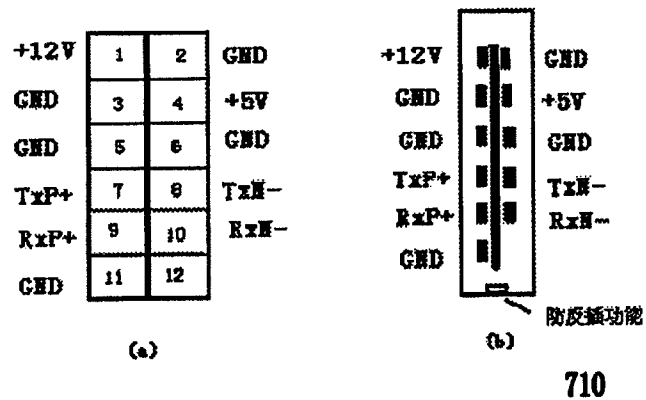 +12V 1 2 GND
GND 3 4 +5V
GND 5 6 GND
TxP+ 7 8 TxN-
RxP+ 9 10 RxN-
GND 11 12
(a)
+12V GND
GND +5V
GND GND
TxP+ TxN-
RxP+ RxN-
GND
防反插功能
(b)
710